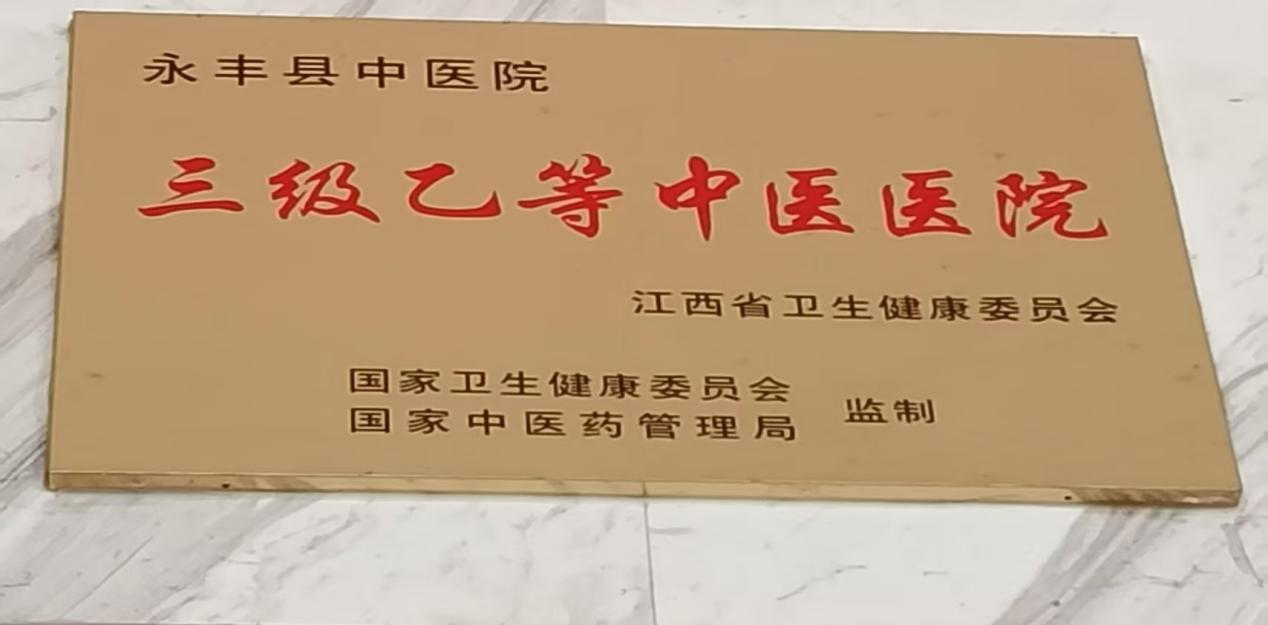 永丰县中医院
三级乙等中医医院
江西省卫生健康委员会
国家卫生健康委员会
国家中医药管理局
监制